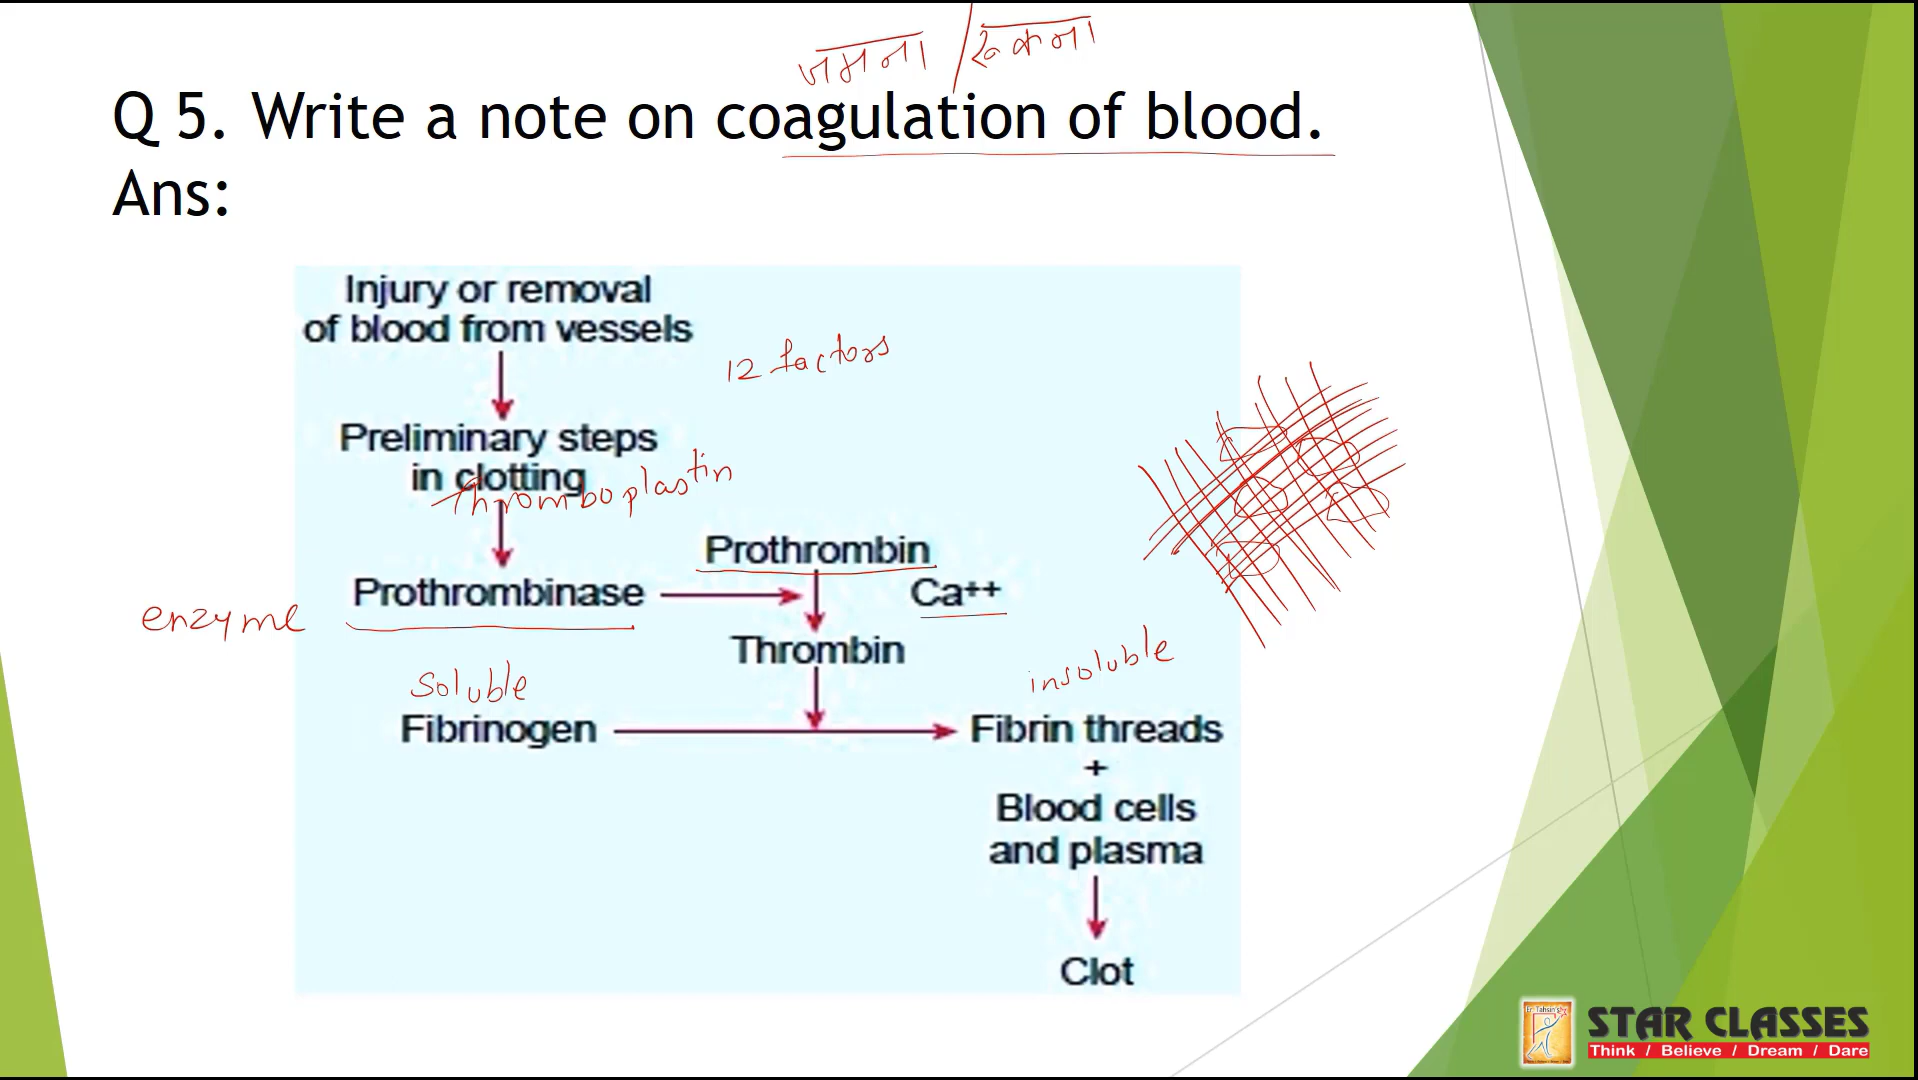 जमना / रुकना
Q 5. Write a note on coagulation of blood.
Ans:
Injury or removal
of blood from vessels
12 factors
Preliminary steps
in clotting
Thromboplastin
Prothrombin
enzyme
Prothrombinase
Ca++
Thrombin
soluble
insoluble
Fibrinogen
Fibrin threads
+
Blood cells
and plasma
Clot
STAR CLASSES
Think / Believe / Dream / Dare